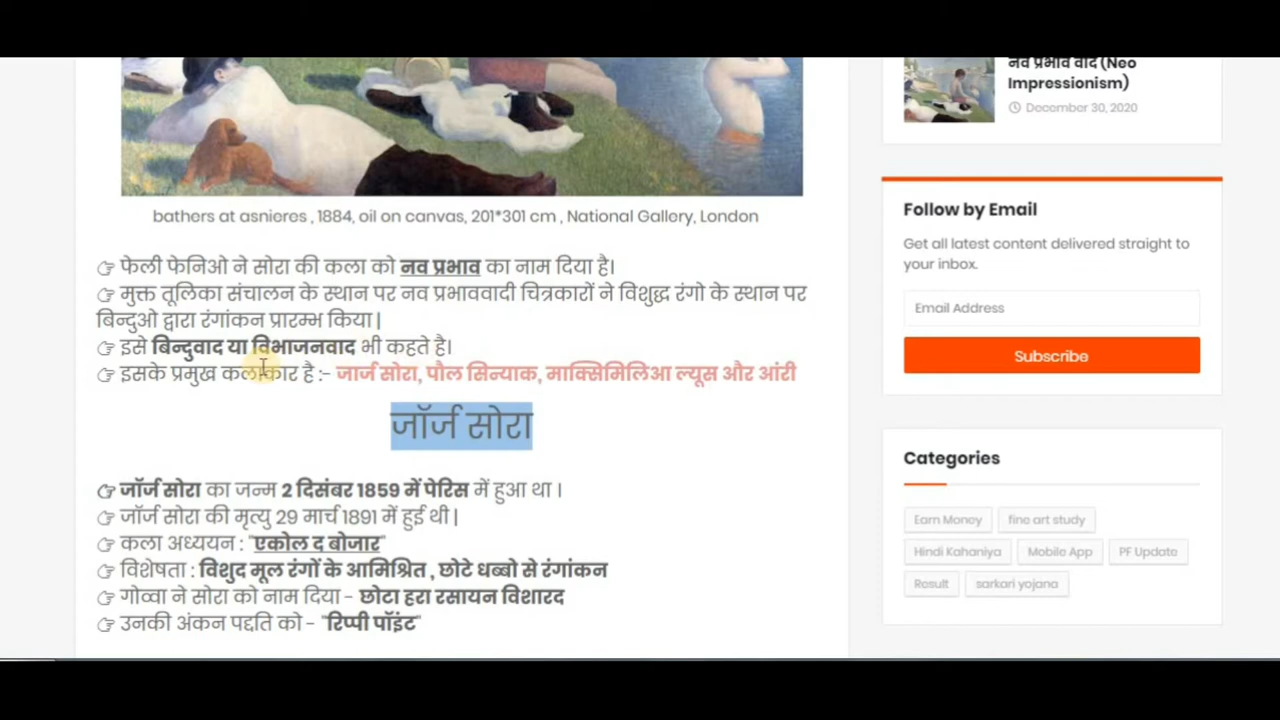 bathers at asnieres , 1884, oil on canvas, 201*301 cm , National Gallery, London
👉 फेली फेनिओ ने सोरा की कला को नव प्रभाव का नाम दिया है।
👉 मुक्त तूलिका संचालन के स्थान पर नव प्रभाववादी चित्रकारों ने विशुद्ध रंगो के स्थान पर
बिन्दुओ द्वारा रंगांकन प्रारम्भ किया |
👉 इसे बिन्दुवाद या विभाजनवाद भी कहते है।
👉 इसके प्रमुख कलाकार है :- जार्ज सोरा, पौल सिन्याक, माक्सिमिलिआ ल्यूस और आंरी
जॉर्ज सोरा
👉 जॉर्ज सोरा का जन्म 2 दिसंबर 1859 में पेरिस में हुआ था ।
👉 जॉर्ज सोरा की मृत्यु 29 मार्च 1891 में हुई थी |
👉 कला अध्ययन : "एकोल द बोजार"
👉 विशेषता : विशुद मूल रंगों के आमिश्रित , छोटे धब्बो से रंगांकन
👉 गोव्वा ने सोरा को नाम दिया - छोटा हरा रसायन विशारद
👉 उनकी अंकन पद्दति को - "रिप्पी पॉइंट"
नव प्रभाव वाद (Neo
Impressionism)
December 30, 2020
Follow by Email
Get all latest content delivered straight to
your inbox.
Email Address
Subscribe
Categories
Earn Money
fine art study
Hindi Kahaniya
Mobile App
PF Update
Result
sarkari yojana